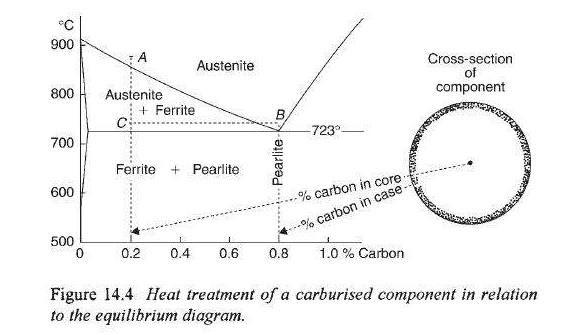 °C
900
800
700
600
500
A
Austenite
Austenite
+ Ferrite
B
C
723°
Ferrite + Pearlite
Pearlite
% carbon in core
% carbon in case
0
0.2
0.4
0.6
0.8
1.0 % Carbon
Cross-section
of
component
Figure 14.4 Heat treatment of a carburised component in relation
to the equilibrium diagram.